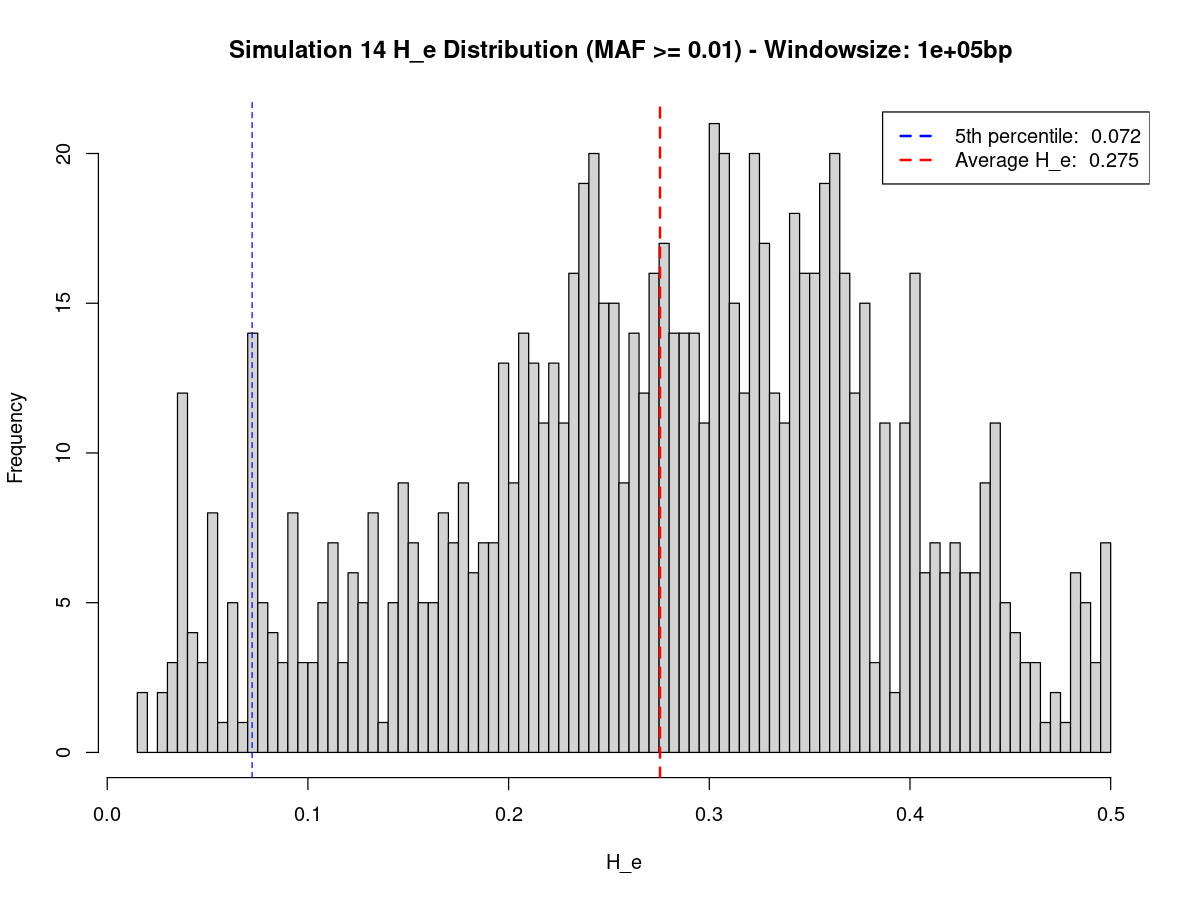 Simulation 14 H_e Distribution (MAF >= 0.01) - Windowsize: 1e+05bp
5th percentile:  0.072
Average H_e:  0.275
Frequency
20
15
10
5
0
0.0 0.1 0.2 0.3 0.4 0.5
H_e